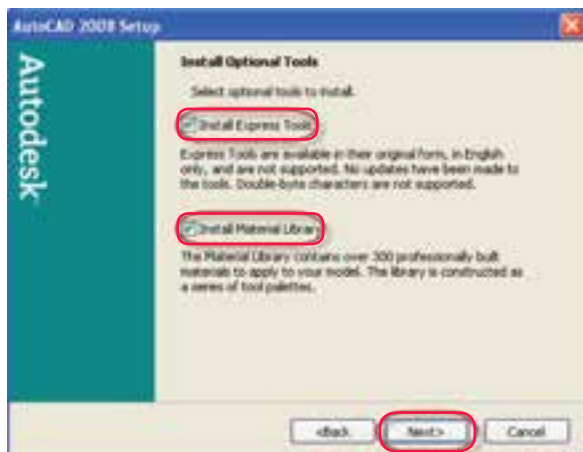 AutoCAD 2008 Setup
Autodesk
Install Optional Tools
Select optional tools to install.
Install Express Tools
Express Tools are available in their original form, in English
only, and are not supported. No updates have been made to
the tools. Double-byte characters are not supported.
Install Material Library
The Material Library contains over 300 professionally built
materials to apply to your model. The library is constructed as
a series of tool palettes.
<Back
Next>
Cancel